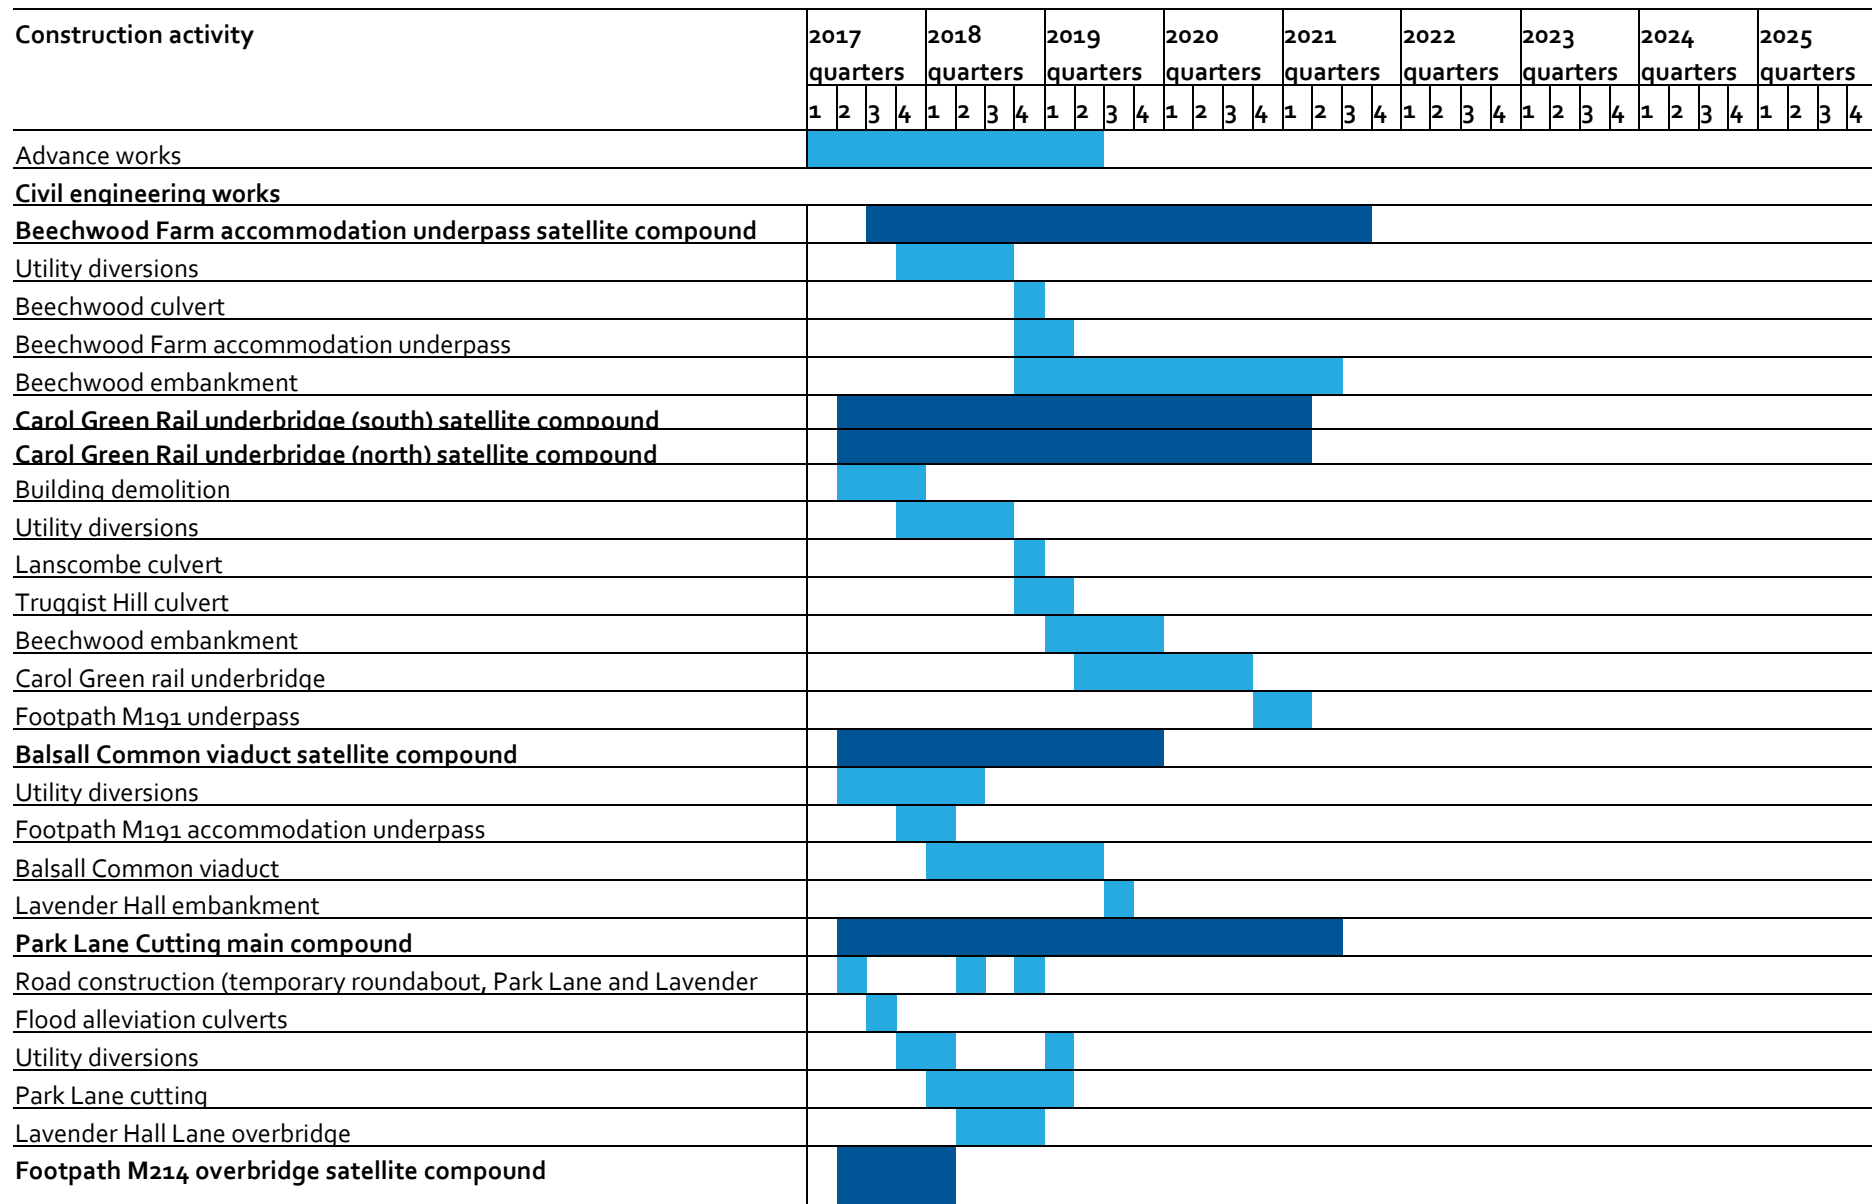 Construction activity 2017 2018 2019 2020 2021 2022 2023 2024 2025
quarters quarters quarters quarters quarters quarters quarters quarters quarters
1 2 3 4 1 2 3 4 1 2 3 4 1 2 3 4 1 2 3 4 1 2 3 4 1 2 3 4 1 2 3 4 1 2 3 4
Advance works
Civil engineering works
Beechwood Farm accommodation underpass satellite compound
Utility diversions
Beechwood culvert
Beechwood Farm accommodation underpass
Beechwood embankment
Carol Green Rail underbridge (south) satellite compound
Carol Green Rail underbridge (north) satellite compound
Building demolition
Utility diversions
Lanscombe culvert
Truggist Hill culvert
Beechwood embankment
Carol Green rail underbridge
Footpath M191 underpass
Balsall Common viaduct satellite compound
Utility diversions
Footpath M191 accommodation underpass
Balsall Common viaduct
Lavender Hall embankment
Park Lane Cutting main compound
Road construction (temporary roundabout, Park Lane and Lavender
Flood alleviation culverts
Utility diversions
Park Lane cutting
Lavender Hall Lane overbridge
Footpath M214 overbridge satellite compound